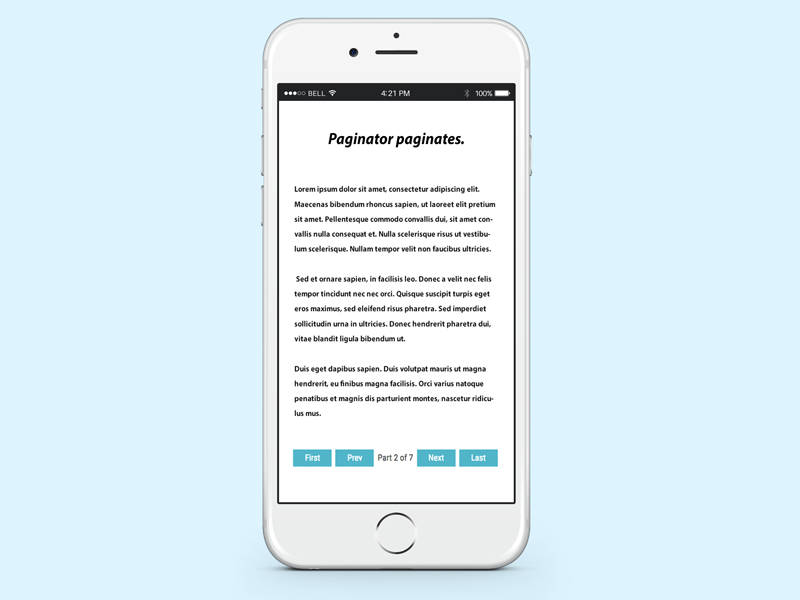 BELL 4:21 PM 100%
Paginator paginates.
Lorem ipsum dolor sit amet, consectetur adipiscing elit.
Maecenas bibendum rhoncus sapien, ut laoreet elit pretium
sit amet. Pellentesque commodo convallis dui, sit amet con-
vallis nulla consequat et. Nulla scelerisque risus ut vestibu-
lum scelerisque. Nullam tempor velit non faucibus ultricies.
Sed et ornare sapien, in facilisis leo. Donec a velit nec felis
tempor tincidunt nec nec orci. Quisque suscipit turpis eget
eros maximus, sed eleifend risus pharetra. Sed imperdiet
sollicitudin urna in ultricies. Donec hendrerit pharetra dui,
vitae blandit ligula bibendum ut.
Duis eget dapibus sapien. Duis volutpat mauris ut magna
hendrerit, eu finibus magna facilisis. Orci varius natoque
penatibus et magnis dis parturient montes, nascetur ridicu-
lus mus.
First Prev Part 2 of 7 Next Last